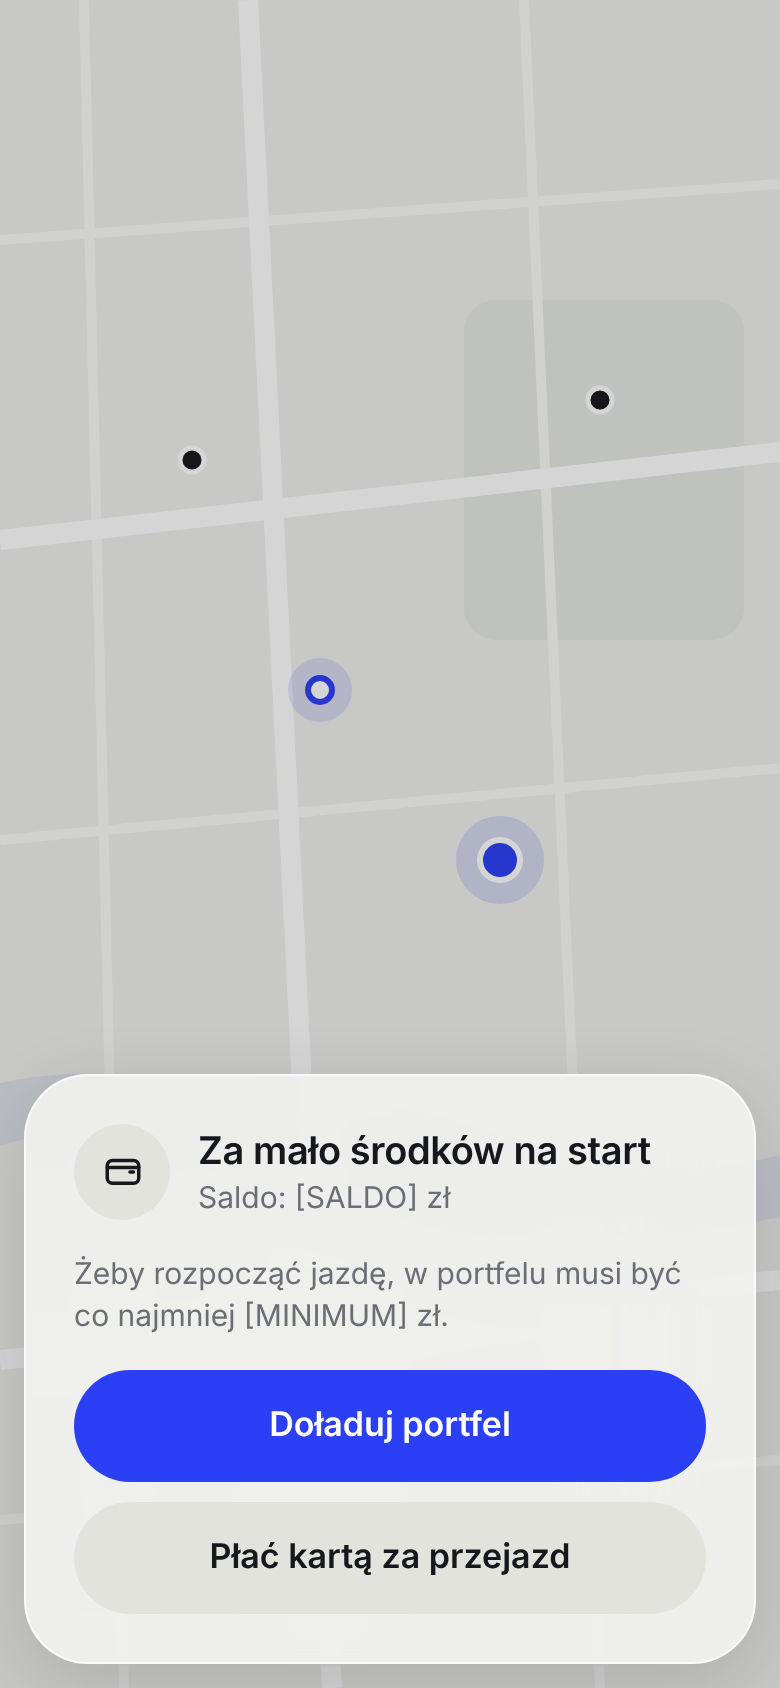 Za mało środków na start
Saldo: [SALDO] zł
Żeby rozpocząć jazdę, w portfelu musi być
co najmniej [MINIMUM] zł.
Doładuj portfel
Płać kartą za przejazd